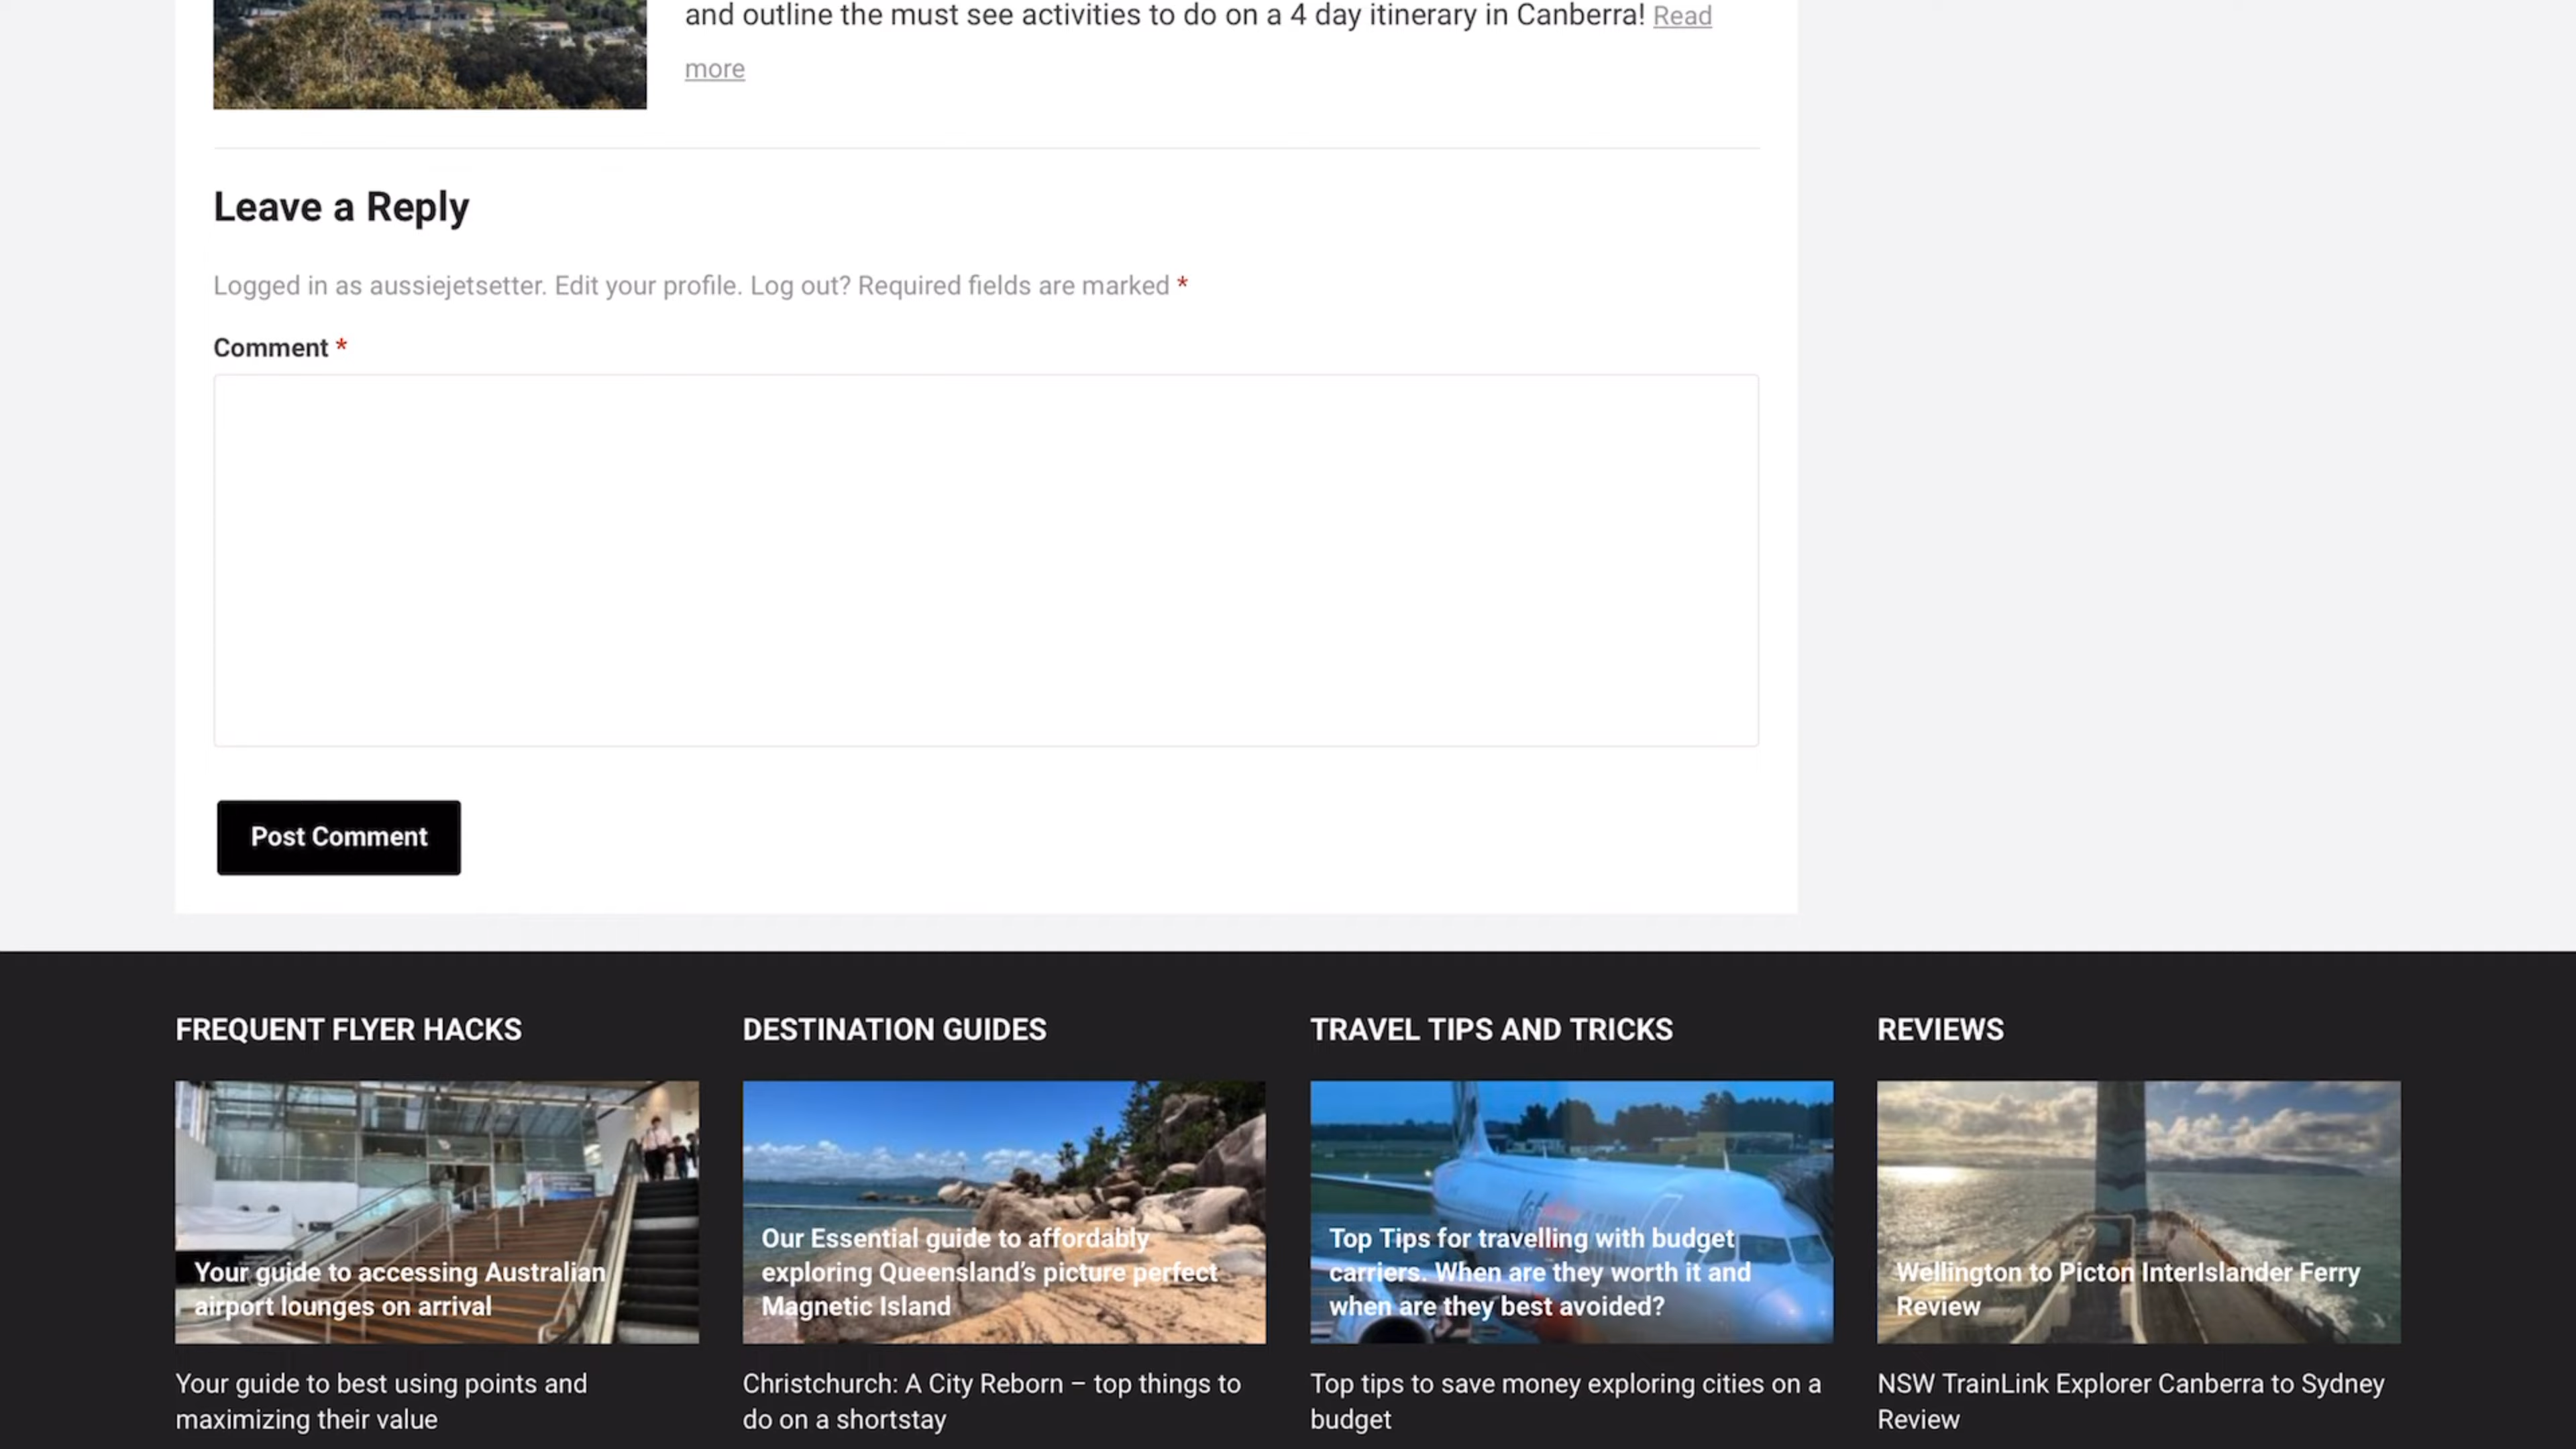 and outline the must see activities to do on a 4 day itinerary in Canberra! Read
more
Leave a Reply
Logged in as aussiejetsetter. Edit your profile. Log out? Required fields are marked *
Comment *
Post Comment
FREQUENT FLYER HACKS
Your guide to accessing Australian
airport lounges on arrival
Your guide to best using points and
maximizing their value
DESTINATION GUIDES
Our Essential guide to affordably
exploring Queensland’s picture perfect
Magnetic Island
Christchurch: A City Reborn – top things to
do on a shortstay
TRAVEL TIPS AND TRICKS
Top Tips for travelling with budget
carriers. When are they worth it and
when are they best avoided?
Top tips to save money exploring cities on a
budget
REVIEWS
Wellington to Picton InterIslander Ferry
Review
NSW TrainLink Explorer Canberra to Sydney
Review